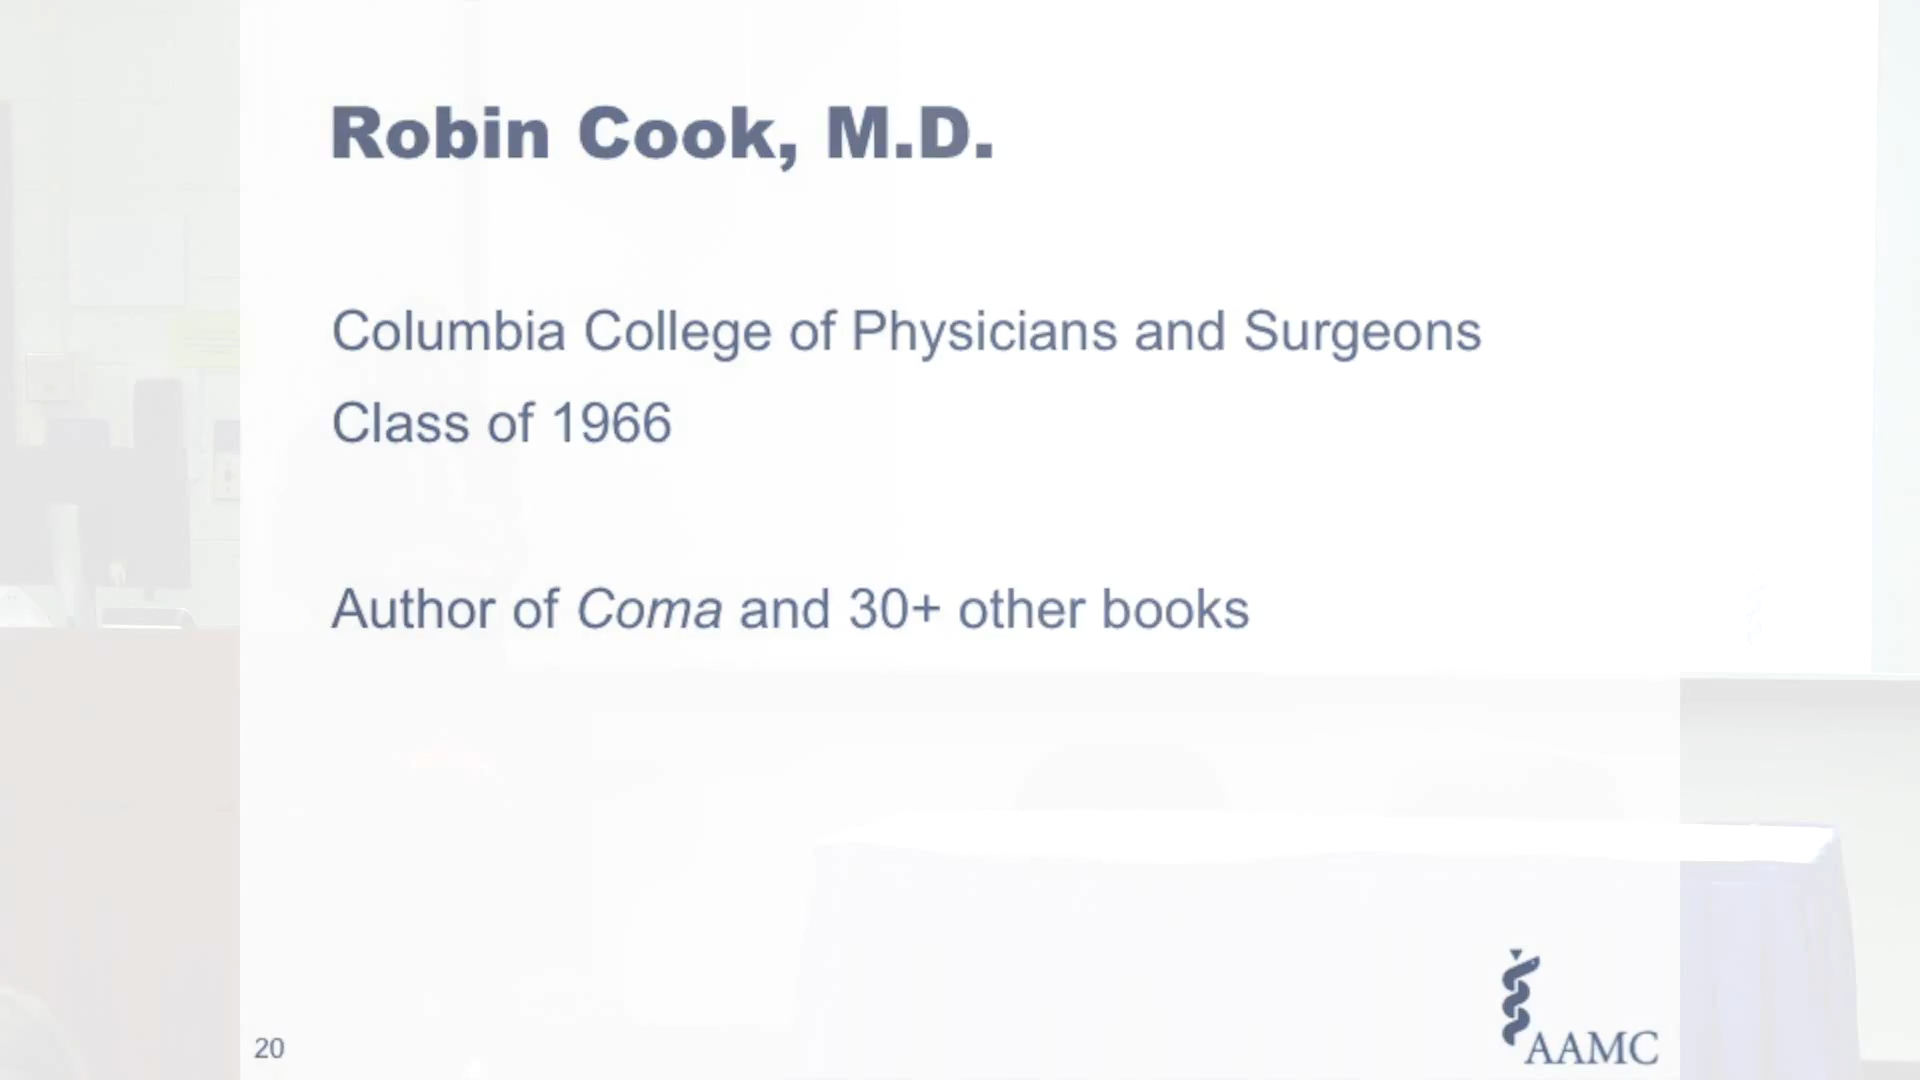 Robin Cook, M.D.
Columbia College of Physicians and Surgeons
Class of 1966
Author of Coma and 30+ other books
20
AAMC